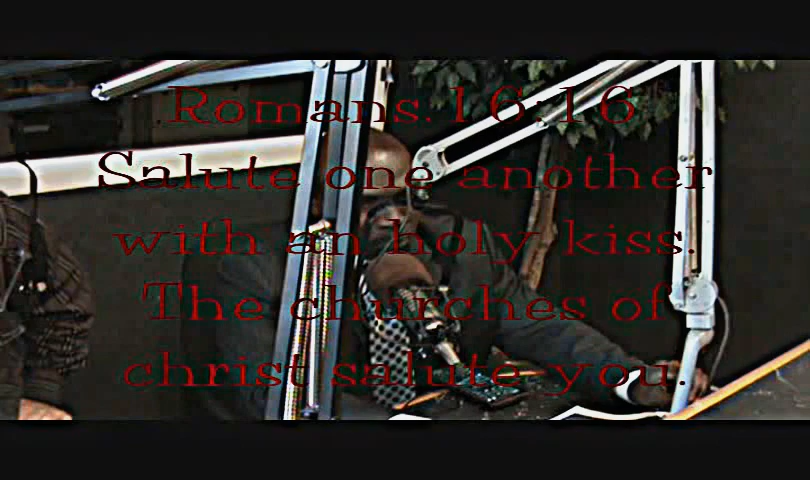 Romans. 16:16
Salute one another
with an holy kiss.
The churches of
christ salute you.